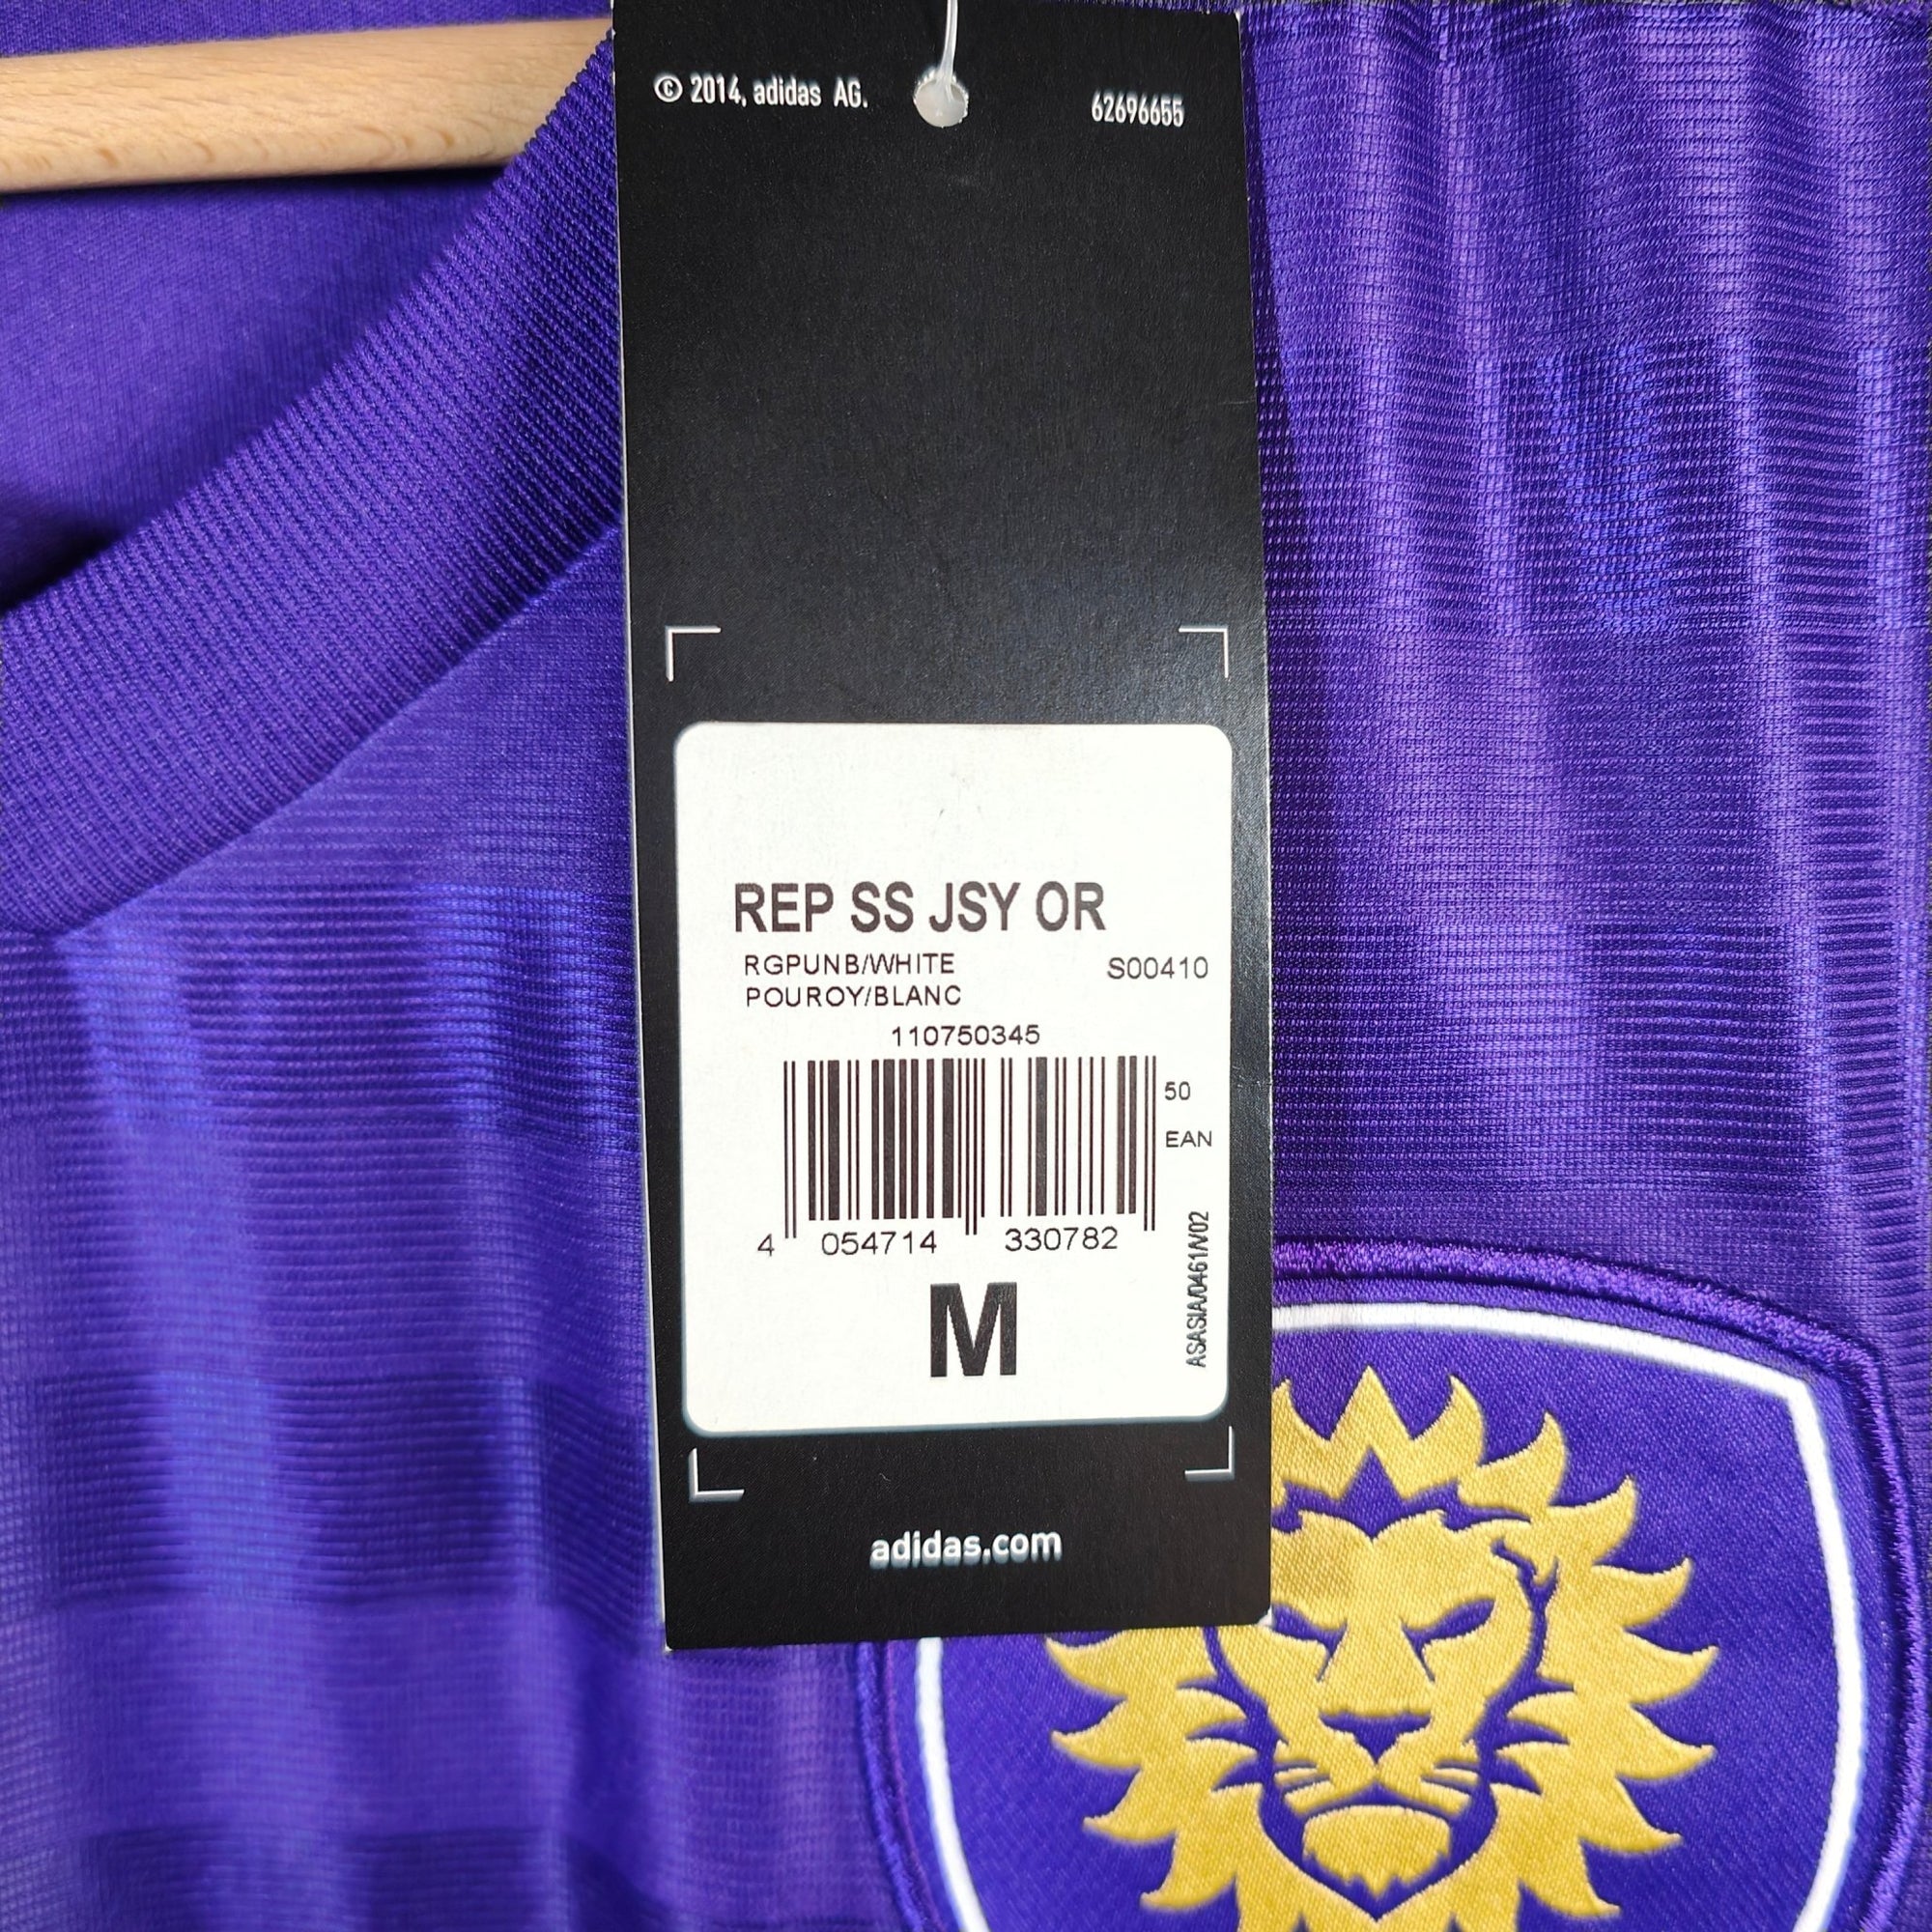 © 2014, adidas AG.
62696655
REP SS JSY OR
RGPUNB/WHITE
S00410
POUROY/BLANC
110750345
50
EAN
4 054714 330782
M
ASASIA/0461/V02
adidas.com